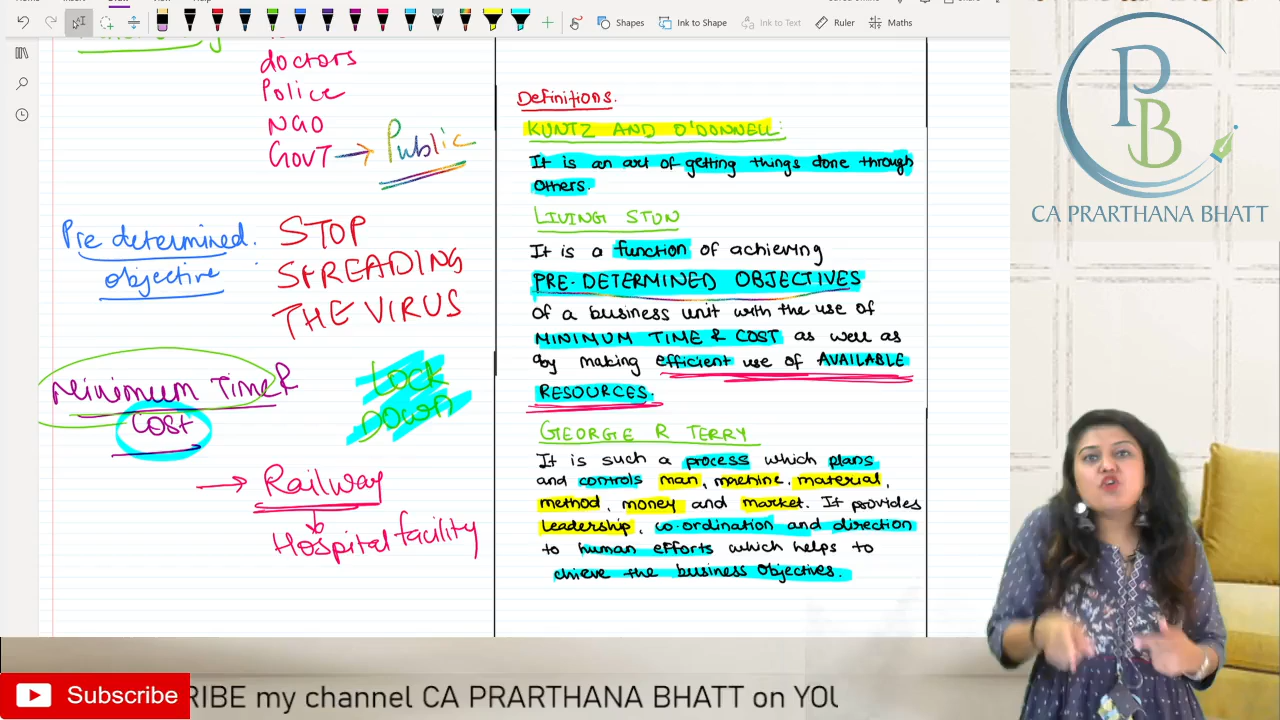 Shapes
Ink to Shape
Ink to Text
Ruler
Maths
doctors
Police
NGO
GOVT → Public
Pre determined
objective
STOP
SPREADING
THE VIRUS
Minimum Time &
Cost
Lock
Down
→ Railway
Hospital facility
Definitions.
KUNTZ AND O'DONNELL:
It is an art of getting things done through
others.
LIVING STUN
It is a function of achieving
PRE-DETERMINED OBJECTIVES
of a business unit with the use of
MINIMUM TIME & COST as well as
by making efficient use of AVAILABLE
RESOURCES.
GEORGE R TERRY
It is such a process which plans
and controls man, machine, material,
method, money and market. It provides
leadership, co-ordination and direction
to human efforts which helps to
chieve the business objectives.
PB
CA PRARTHANA BHATT
Subscribe
RIBE my channel CA PRARTHANA BHATT on YOU